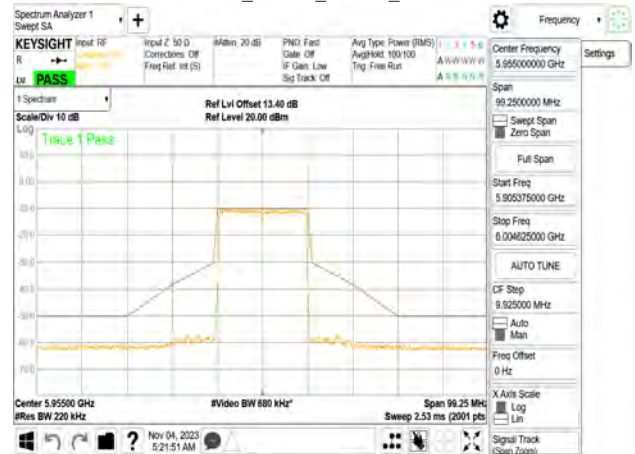 Spectrum Analyzer 1
Swept SA
Frequency
KEYSIGHT
Input: RF
Input Z: 50 Ω
Corrections: Off
Freq Ref: Int (S)
#Atten: 20 dB
PNO: Fast
Gate: Off
IF Gain: Low
Sig Track: Off
Avg Type: Power (RMS)
Avg|Hold: 100/100
Trig: Free Run
PASS
Center Frequency
5.955000000 GHz
Settings
Span
99.2500000 MHz
Swept Span
Zero Span
Full Span
Start Freq
5.905375000 GHz
Stop Freq
6.004625000 GHz
AUTO TUNE
CF Step
9.925000 MHz
Auto
Man
Freq Offset
0 Hz
X Axis Scale
Log
Lin
Signal Track
(Span Zoom)
1 Spectrum
Scale/Div 10 dB
Ref Lvl Offset 13.40 dB
Ref Level 20.00 dBm
Log
Trace 1 Pass
Center 5.95500 GHz
#Res BW 220 kHz
#Video BW 680 kHz*
Span 99.25 MHz
Sweep 2.53 ms (2001 pts
Nov 04, 2023
5:21:51 AM